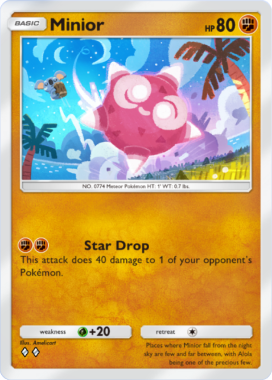 BASIC Minior HP 80
NO. 0774 Meteor Pokémon HT: 1' WT: 0.7 lbs.
Star Drop
This attack does 40 damage to 1 of your opponent's
Pokémon.
weakness +20 retreat
Illus. Amelicart
Places where Minior fall from the night
sky are few and far between, with Alola
being one of the precious few.